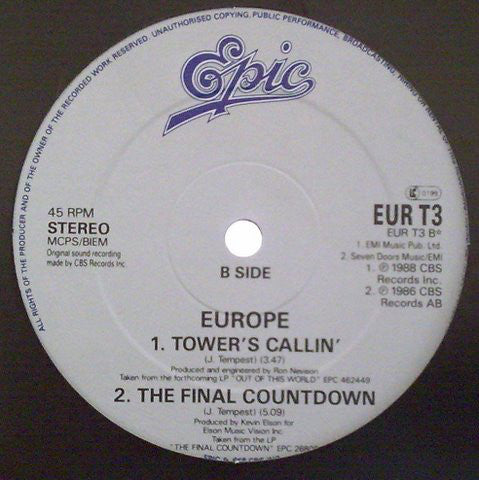 ALL RIGHTS OF THE PRODUCER AND OF THE OWNER OF THE RECORDED WORK RESERVED. UNAUTHORISED COPYING, PUBLIC PERFORMANCE, BROADCASTING,
Epic
45 RPM
STEREO
MCPS/BIEM
Original sound recording
made by CBS Records Inc.
0199
EUR T3
EUR T3 B*
1. EMI Music Pub. Ltd.
2. Seven Doors Music/EMI
1. ℗ 1988 CBS
Records Inc.
2. ℗ 1986 CBS
Records AB
B SIDE
EUROPE
1. TOWER'S CALLIN'
(J. Tempest) (3.47)
Produced and engineered by Ron Nevison
Taken from the forthcoming LP "OUT OF THIS WORLD" EPC 462449
2. THE FINAL COUNTDOWN
(J. Tempest) (5.09)
Produced by Kevin Elson for
Elson Music Vision Inc.
Taken from the LP
"THE FINAL COUNTDOWN" EPC